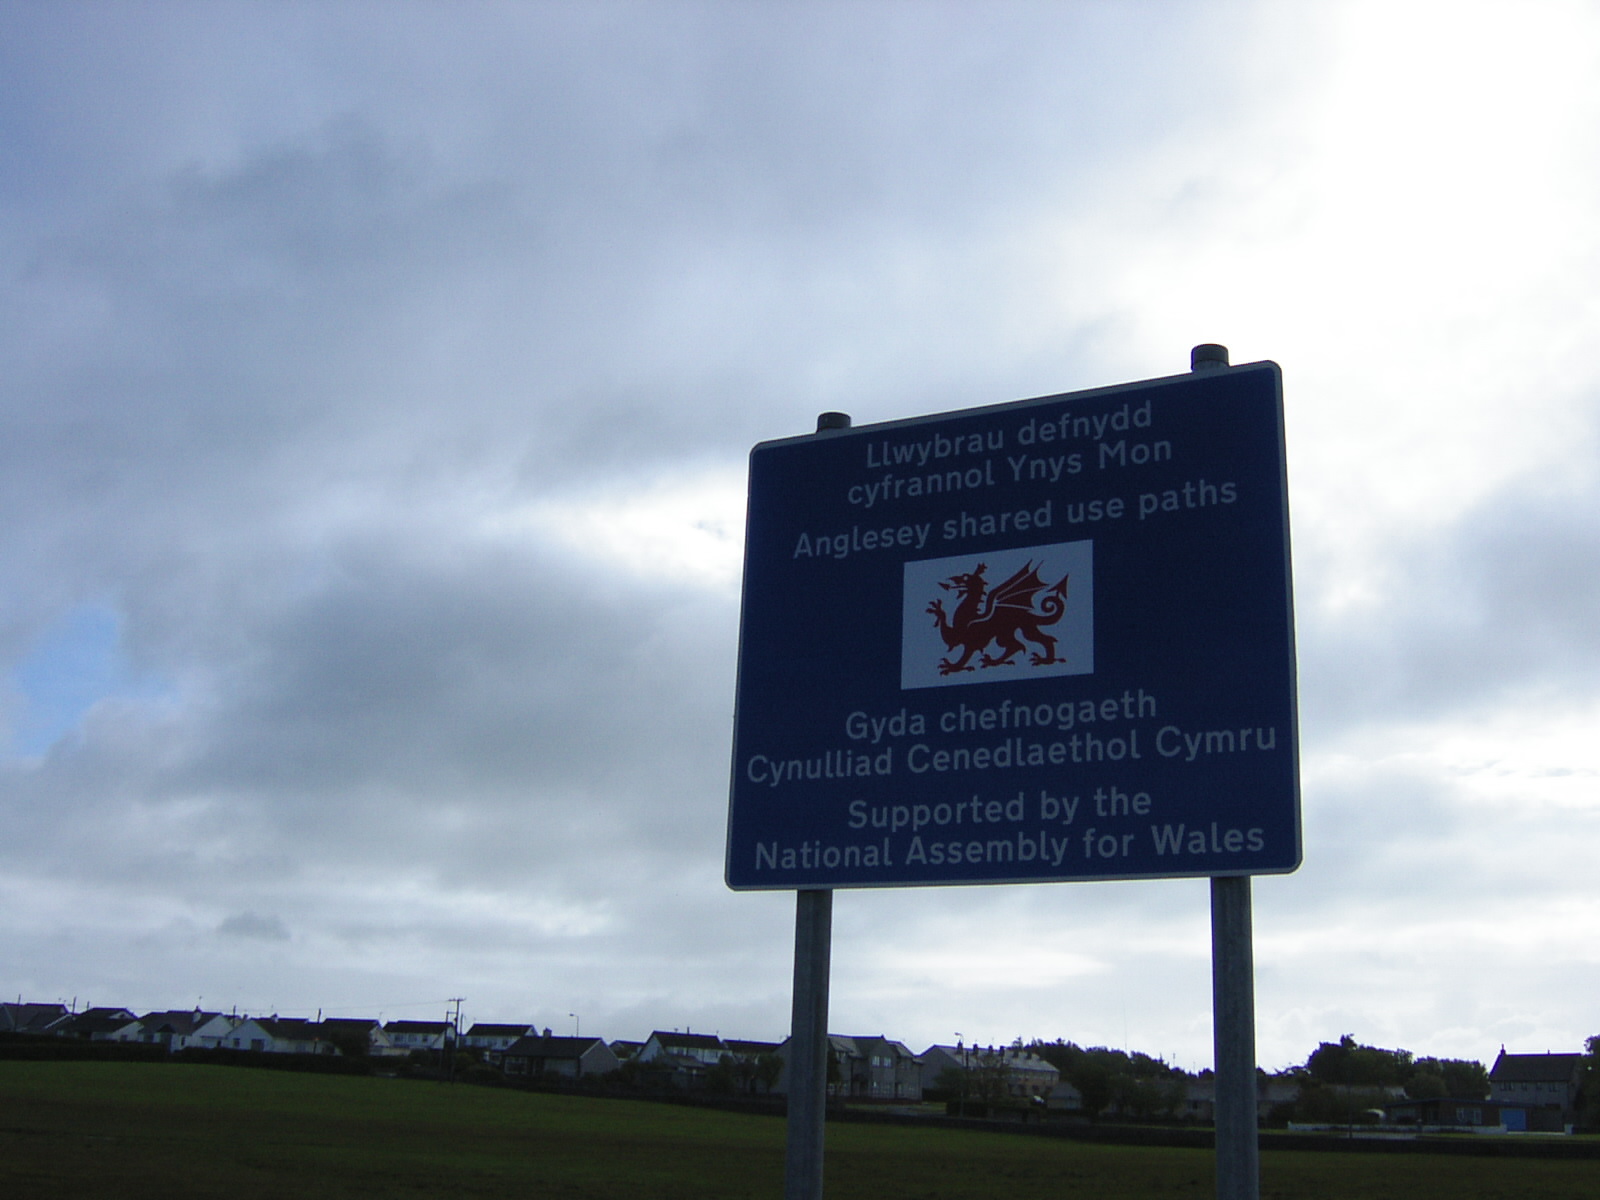 Llwybrau defnydd
cyfrannol Ynys Mon
Anglesey shared use paths
Gyda chefnogaeth
Cynulliad Cenedlaethol Cymru
Supported by the
National Assembly for Wales